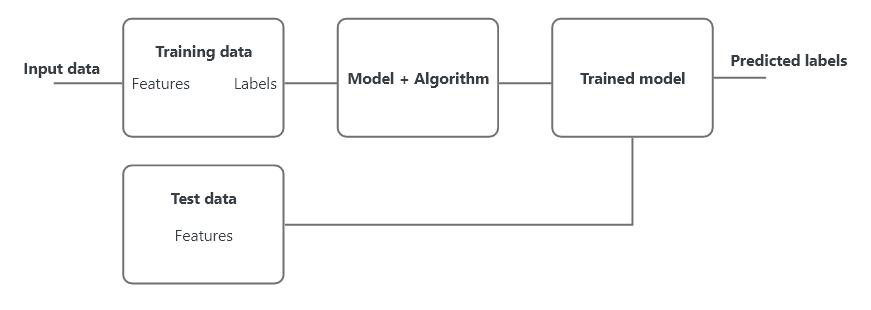 Input data
Training data
Features Labels
Model + Algorithm
Trained model
Predicted labels
Test data
Features